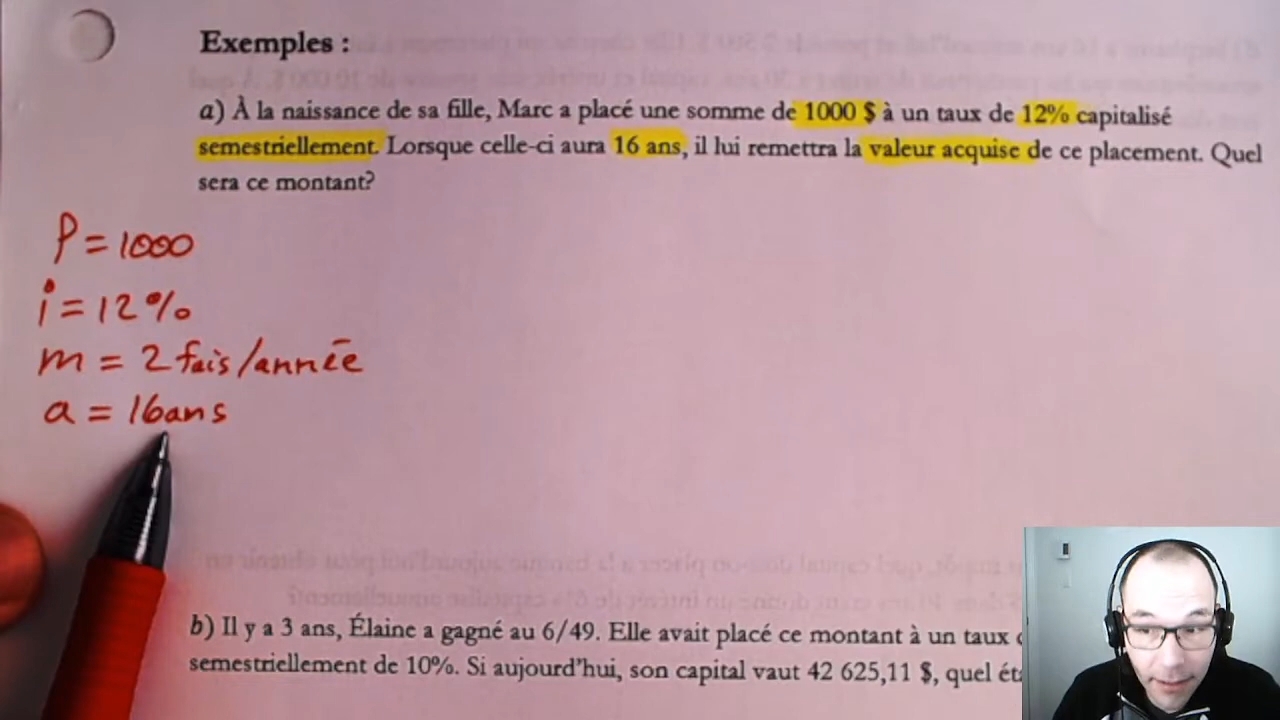 Exemples :
a) À la naissance de sa fille, Marc a placé une somme de 1000 $ à un taux de 12% capitalisé
semestriellement. Lorsque celle-ci aura 16 ans, il lui remettra la valeur acquise de ce placement. Quel
sera ce montant?
P = 1000
i = 12%
m = 2 fois/année
a = 16ans
b) Il y a 3 ans, Élaine a gagné au 6/49. Elle avait placé ce montant à un taux
semestriellement de 10%. Si aujourd'hui, son capital vaut 42 625,11 $, quel